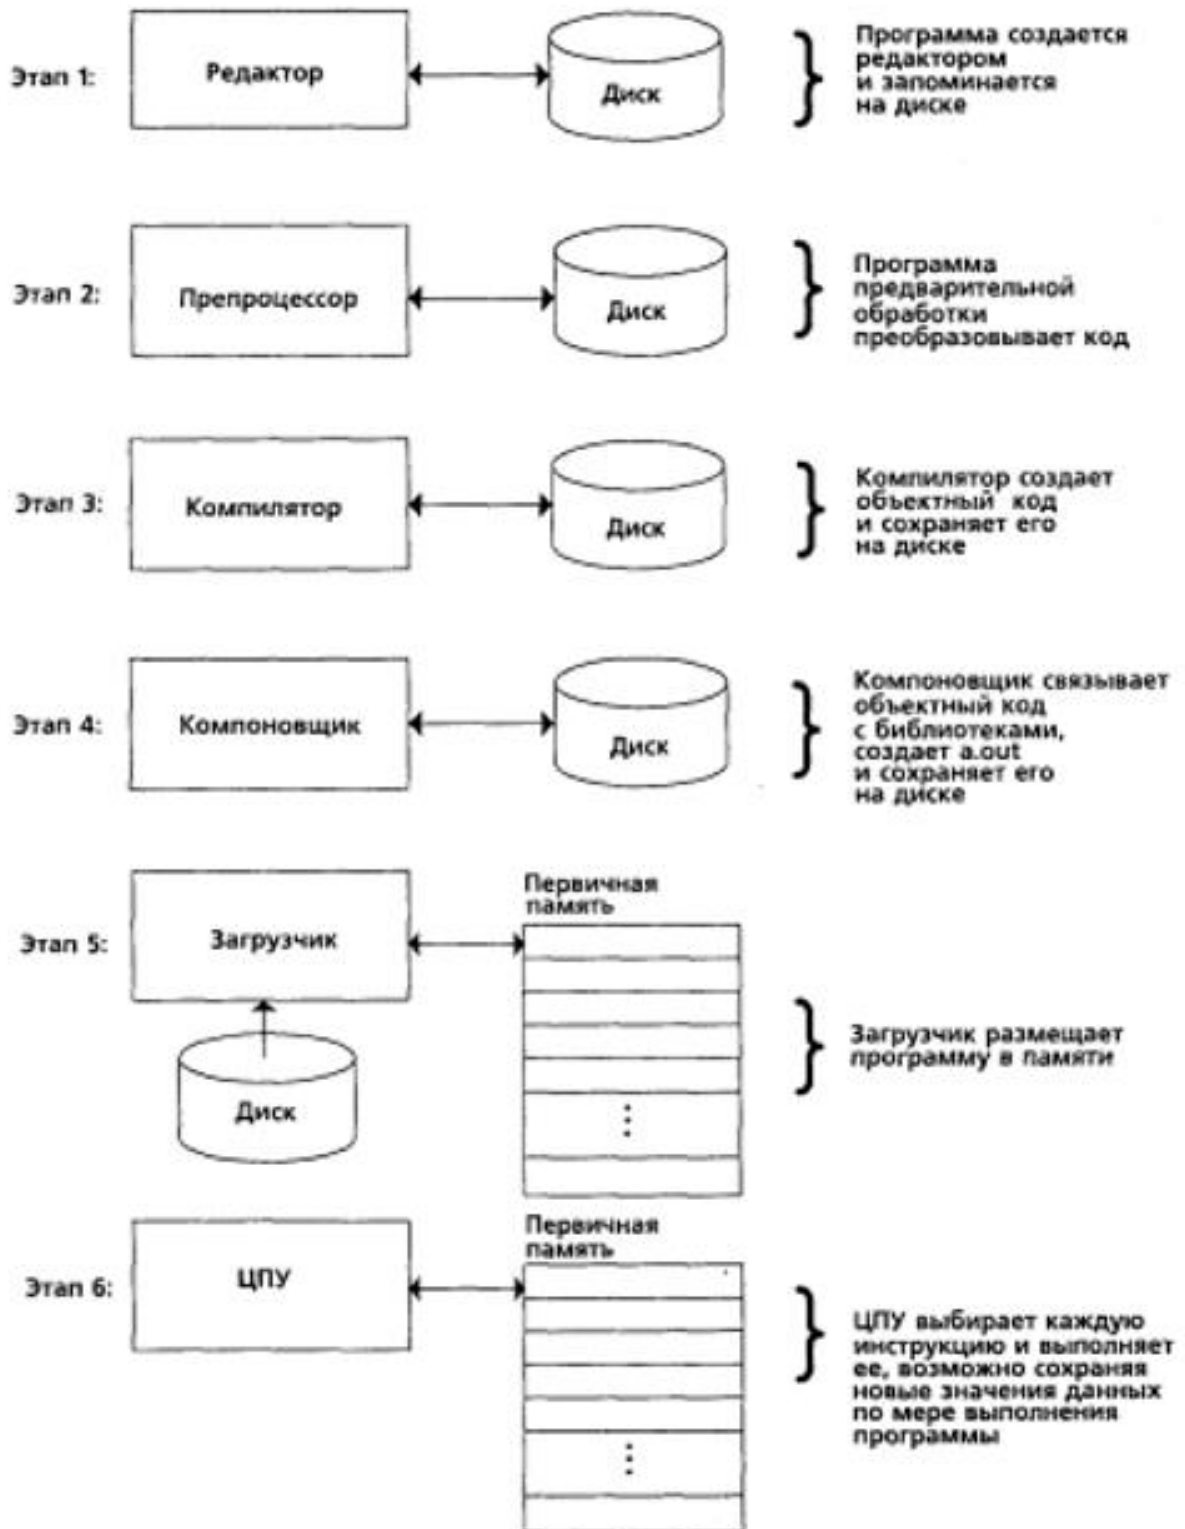 Этап 1:
Редактор
Диск
Программа создается
редактором
и запоминается
на диске
Этап 2:
Препроцессор
Диск
Программа
предварительной
обработки
преобразовывает код
Этап 3:
Компилятор
Диск
Компилятор создает
объектный код
и сохраняет его
на диске
Этап 4:
Компоновщик
Диск
Компоновщик связывает
объектный код
с библиотеками,
создает a.out
и сохраняет его
на диске
Этап 5:
Загрузчик
Диск
Первичная
память
Загрузчик размещает
программу в памяти
Этап 6:
ЦПУ
Первичная
память
ЦПУ выбирает каждую
инструкцию и выполняет
ее, возможно сохраняя
новые значения данных
по мере выполнения
программы